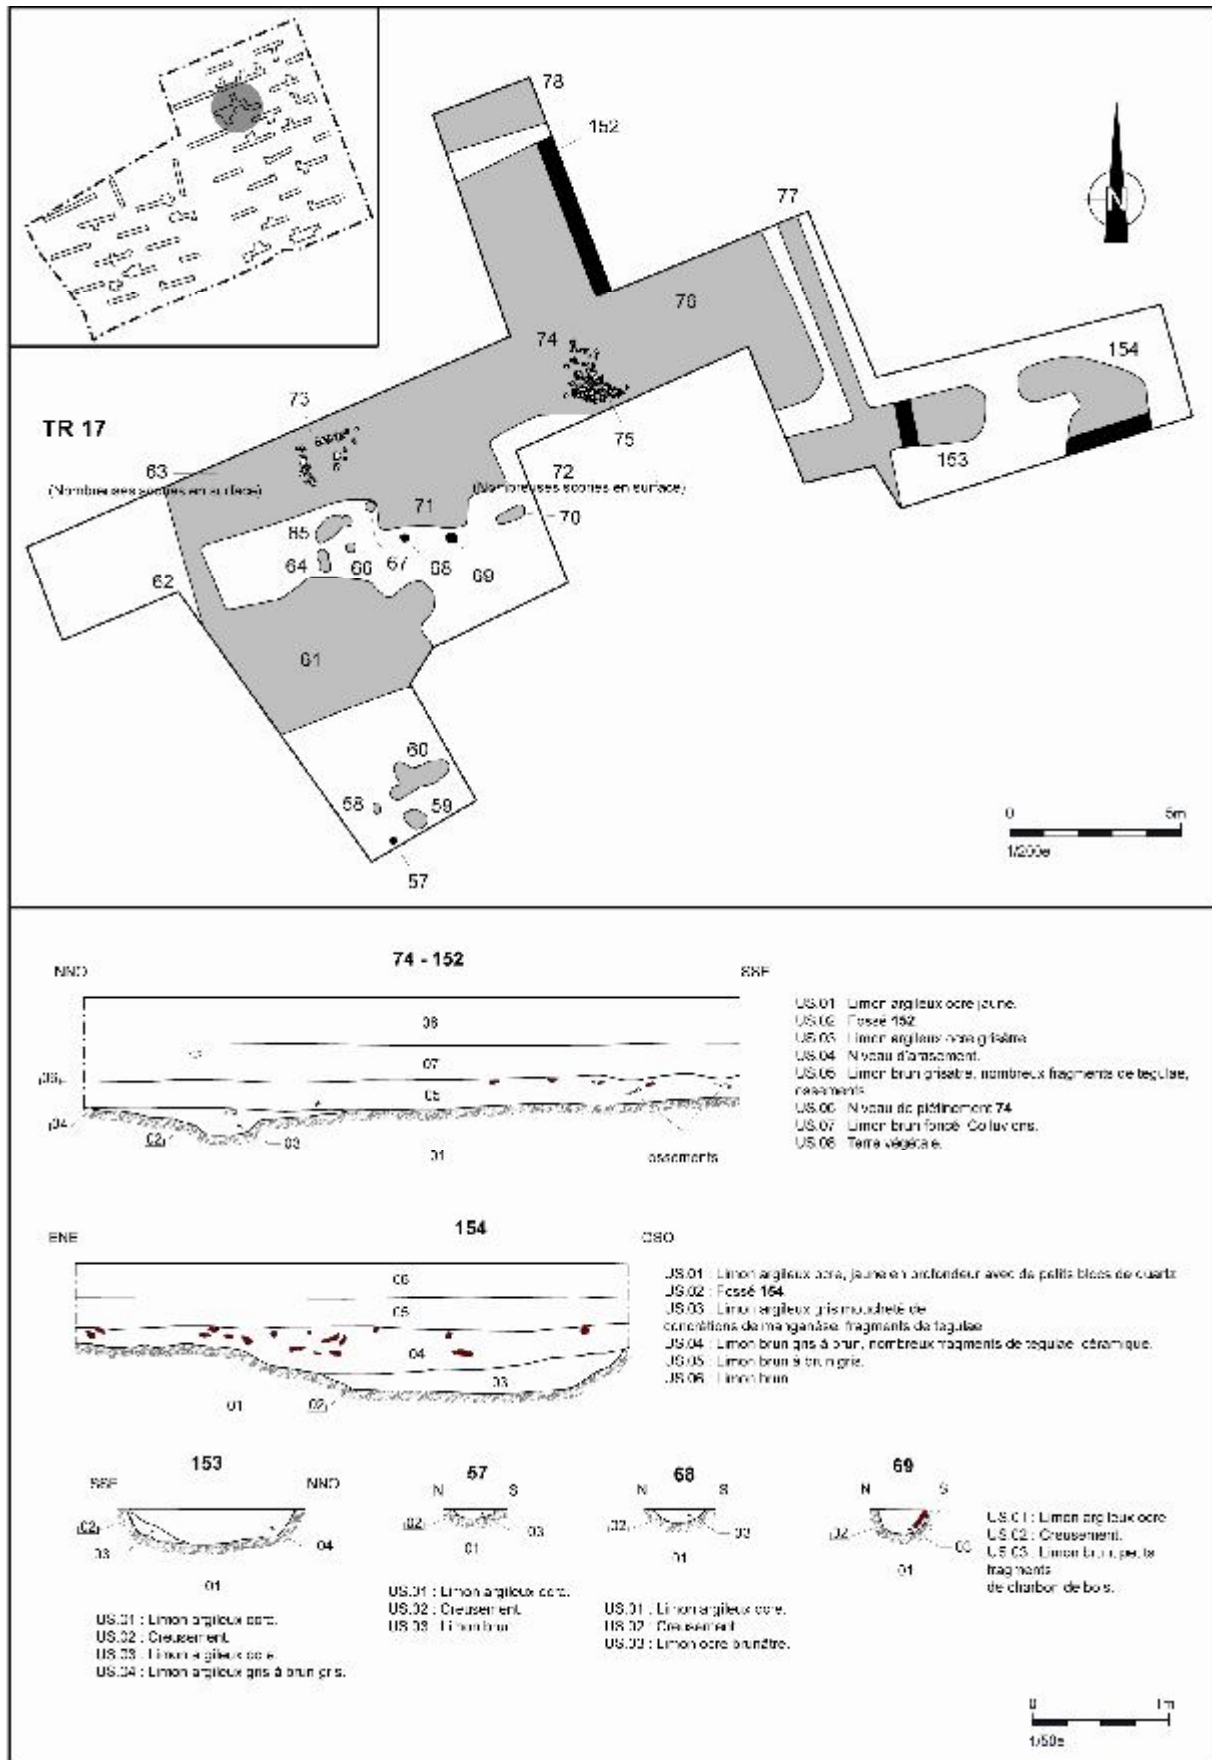 78
152
77
N
76
74
154
73
TR 17
75
153
63
72
(Nombreuses scories en surface)
(Nombreuses scories en surface)
71
70
65
64
66
67
68
69
62
61
60
58
59
57
0 5m
1/200e
74 - 152
NNO
SSE
08
07
06
05
04
02
03
01
ossements
US.01 Limon argileux ocre jaune.
US.02 Fossé 152
US.03 Limon argileux ocre grisâtre
US.04 Niveau d'arasement.
US.05 Limon brun grisâtre, nombreux fragments de tegulae,
ossements
US.06 Niveau de piétinement 74
US.07 Limon brun foncé. Colluvions.
US.08 Terre végétale.
154
ENE
OSO
06
05
04
03
01
02
US.01 : Limon argileux ocre, jaune en profondeur avec de petits blocs de quartz
US.02 : Fossé 154
US.03 : Limon argileux gris moucheté de
concrétions de manganèse, fragments de tegulae
US.04 : Limon brun gris à brun, nombreux fragments de tegulae, céramique.
US.05 : Limon brun à brun gris.
US.06 : Limon brun
153
SSE
NNO
02
03
04
01
US.01 : Limon argileux ocre.
US.02 : Creusement
US.03 : Limon argileux ocre.
US.04 : Limon argileux gris à brun gris.
57
N S
02
03
01
US.01 : Limon argileux ocre.
US.02 : Creusement
US.03 : Limon brun
68
N S
02
03
01
US.01 : Limon argileux ocre.
US.02 : Creusement
US.03 : Limon ocre brunâtre.
69
N S
02
03
01
US.01 : Limon argileux ocre
US.02 : Creusement.
US.03 : Limon brun, petits
fragments
de charbon de bois.
0 1m
1/50e